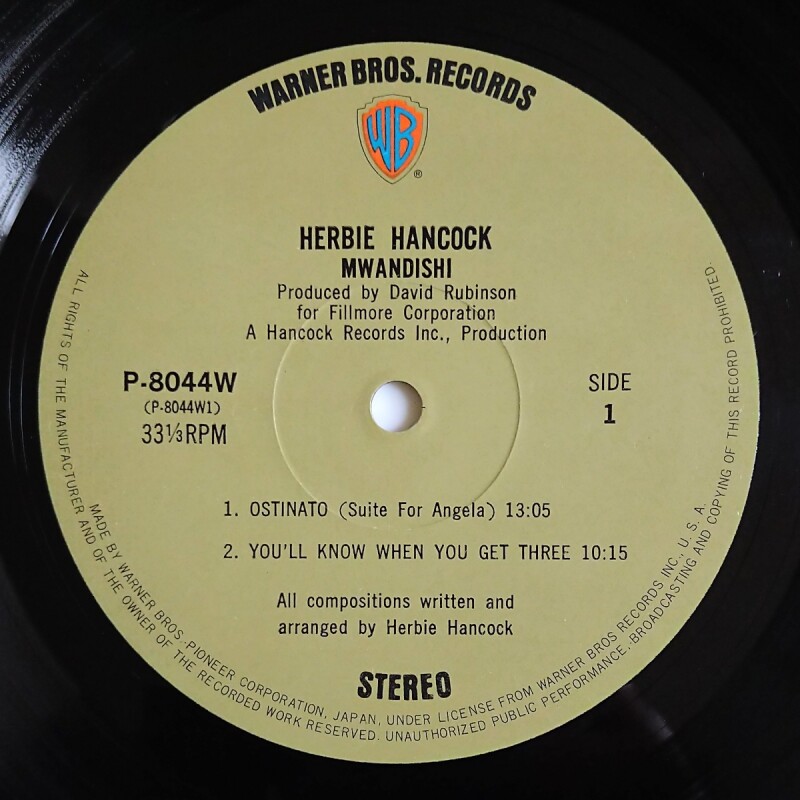 WARNER BROS. RECORDS
WB
®
HERBIE HANCOCK
MWANDISHI
Produced by David Rubinson
for Fillmore Corporation
A Hancock Records Inc., Production
P-8044W
(P-8044W1)
33⅓RPM
SIDE
1
1. OSTINATO (Suite For Angela) 13:05
2. YOU'LL KNOW WHEN YOU GET THREE 10:15
All compositions written and
arranged by Herbie Hancock
STEREO
MADE BY WARNER BROS.,PIONEER CORPORATION, JAPAN, UNDER LICENSE FROM WARNER BROS RECORDS INC., U. S. A.
ALL RIGHTS OF THE MANUFACTURER AND OF THE OWNER OF THE RECORDED WORK RESERVED. UNAUTHORIZED PUBLIC PERFORMANCE. BROADCASTING AND COPYING OF THIS RECORD PROHIBITED.